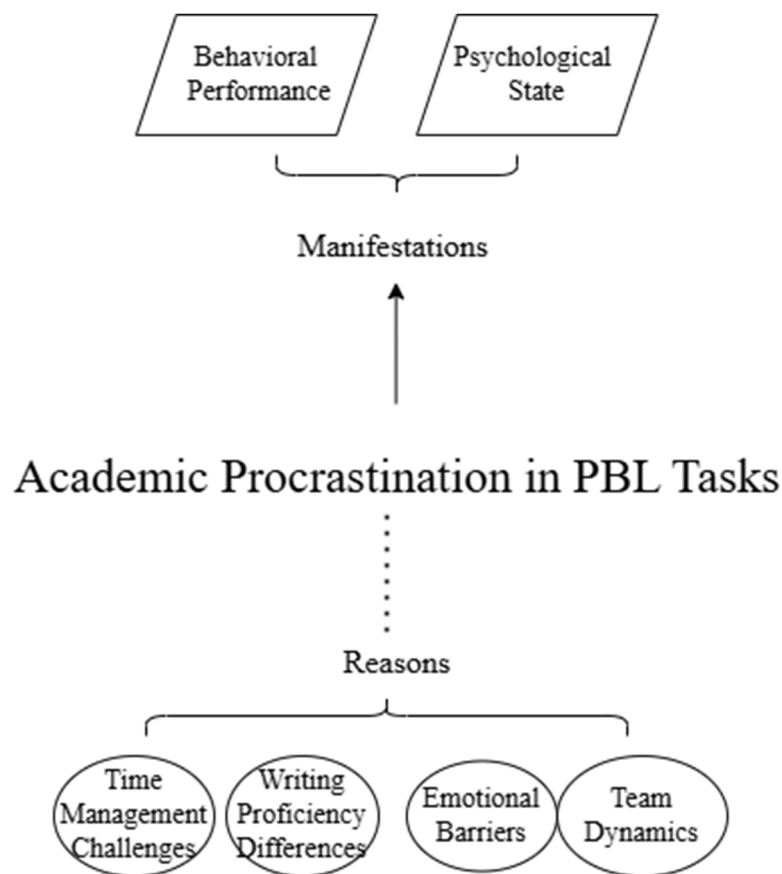 Behavioral Psychological
Performance State
Manifestations
Academic Procrastination in PBL Tasks
Reasons
Time
Management
Challenges
Writing
Proficiency
Differences
Emotional
Barriers
Team
Dynamics